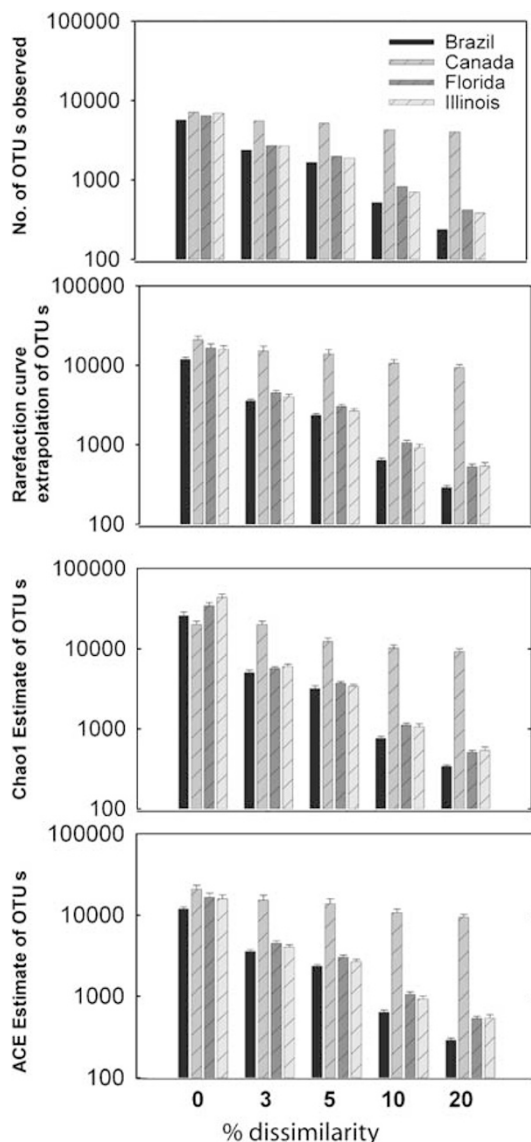 No. of OTU s observed
100000
10000
1000
100
Brazil
Canada
Florida
Illinois
Rarefaction curve
extrapolation of OTU s
100000
10000
1000
100
Chao1 Estimate of OTU s
100000
10000
1000
100
ACE Estimate of OTU s
100000
10000
1000
100
0 3 5 10 20
% dissimilarity